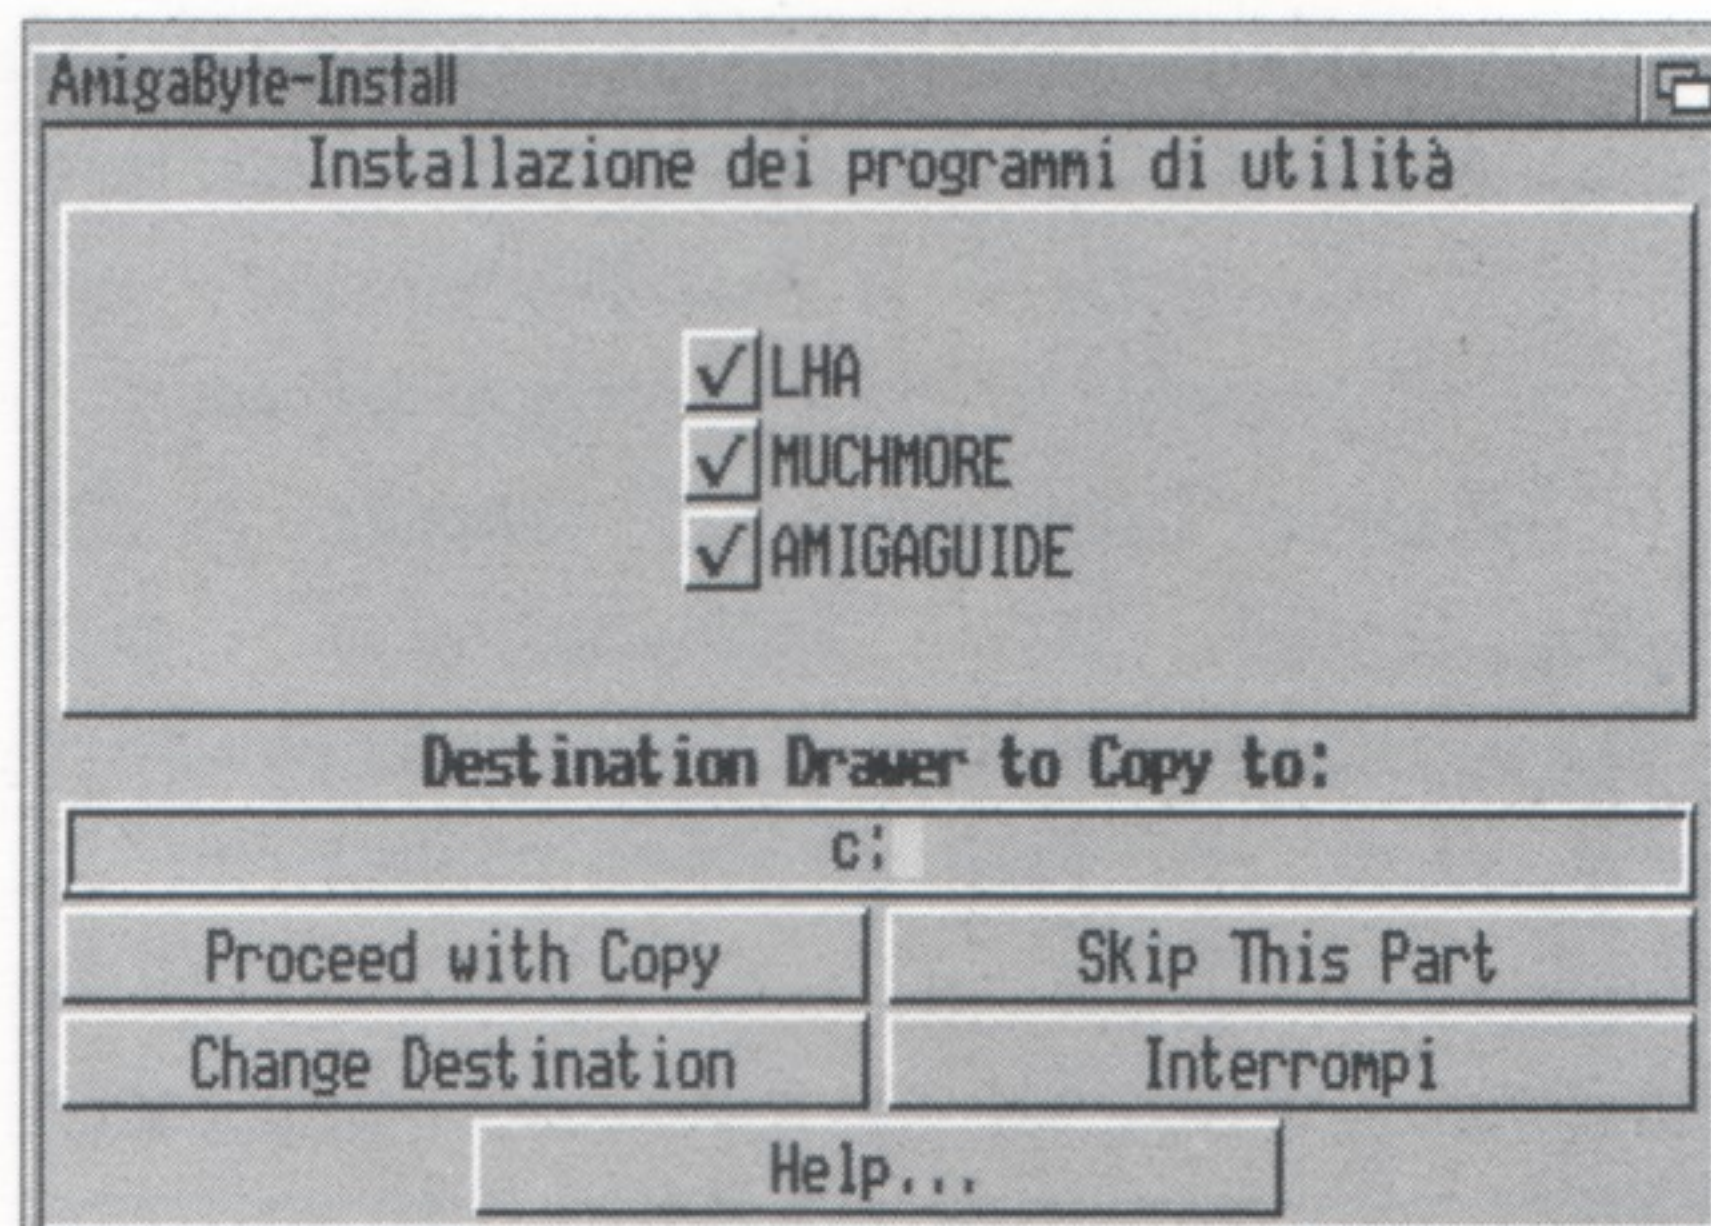 AmigaByte-Install
Installazione dei programmi di utilità
LHA
MUCHMORE
AMIGAGUIDE
Destination Drawer to Copy to:
c:
Proceed with Copy
Skip This Part
Change Destination
Interrompi
Help...